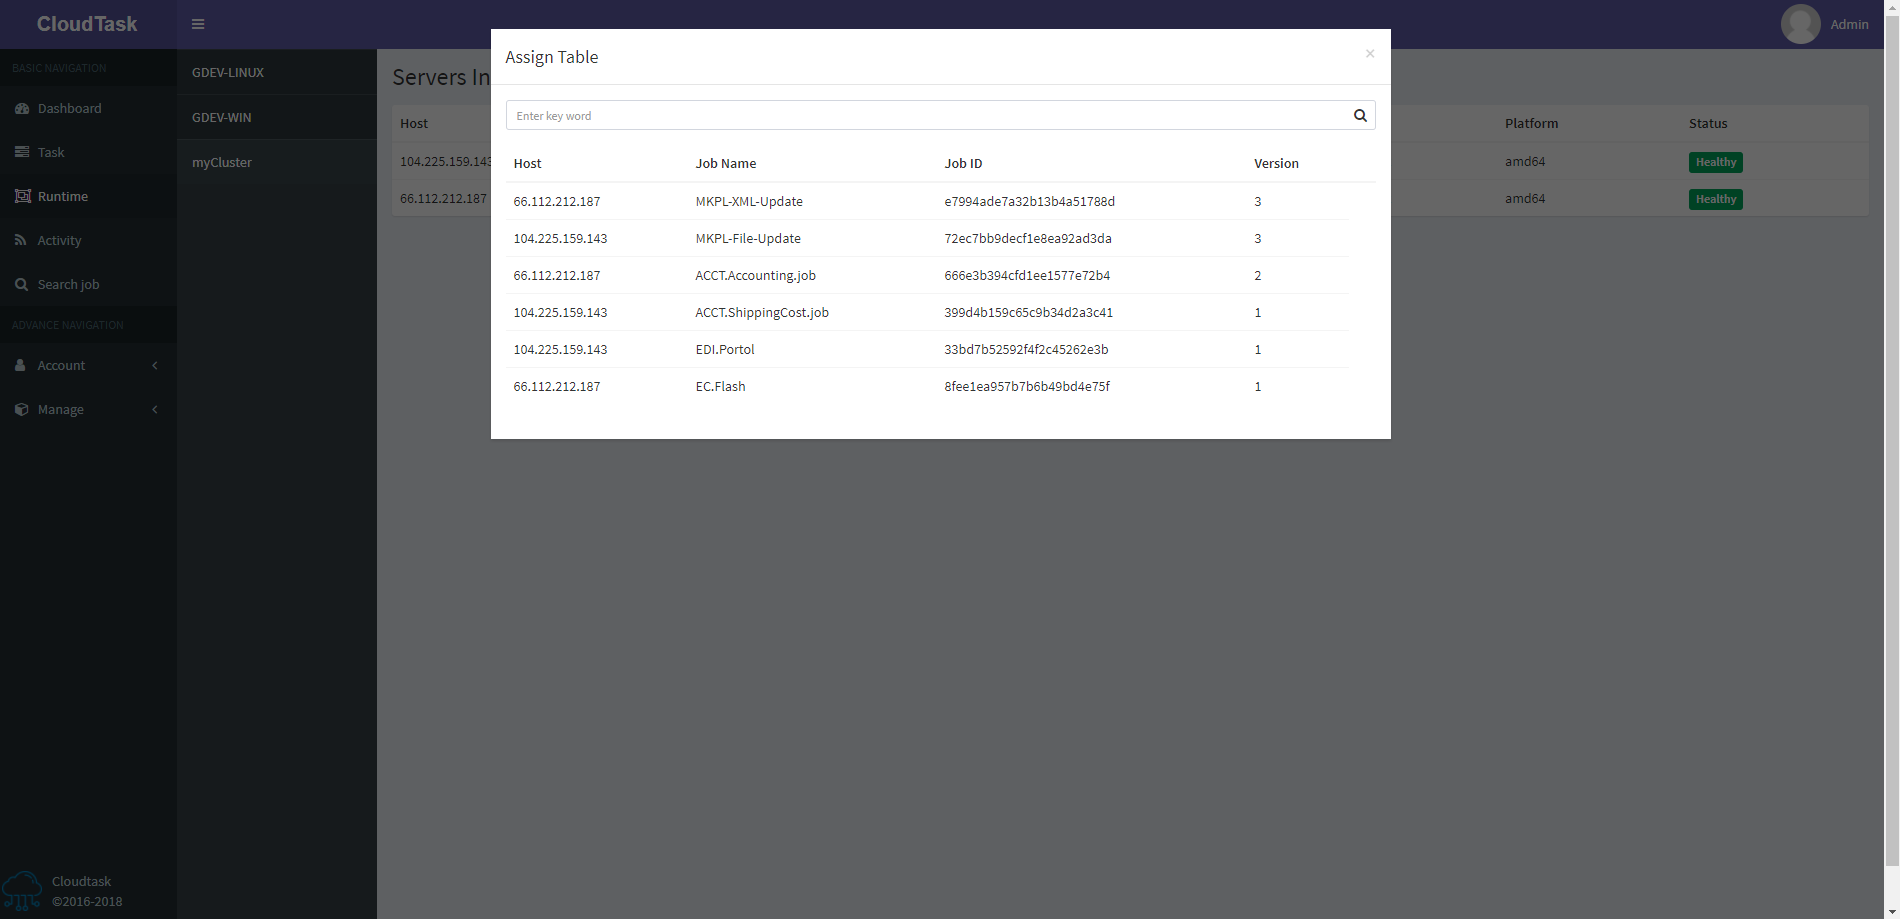 CloudTask
Admin
BASIC NAVIGATION
Dashboard
Task
Runtime
Activity
Search job
ADVANCE NAVIGATION
Account
Manage
Cloudtask
©2016-2018
GDEV-LINUX
GDEV-WIN
myCluster
Servers In
Host Platform Status
104.225.159.143 amd64 Healthy
66.112.212.187 amd64 Healthy
Assign Table
×
Enter key word
Host Job Name Job ID Version
66.112.212.187 MKPL-XML-Update e7994ade7a32b13b4a51788d 3
104.225.159.143 MKPL-File-Update 72ec7bb9decf1e8ea92ad3da 3
66.112.212.187 ACCT.Accounting.job 666e3b394cfd1ee1577e72b4 2
104.225.159.143 ACCT.ShippingCost.job 399d4b159c65c9b34d2a3c41 1
104.225.159.143 EDI.Portol 33bd7b52592f4f2c45262e3b 1
66.112.212.187 EC.Flash 8fee1ea957b7b6b49bd4e75f 1